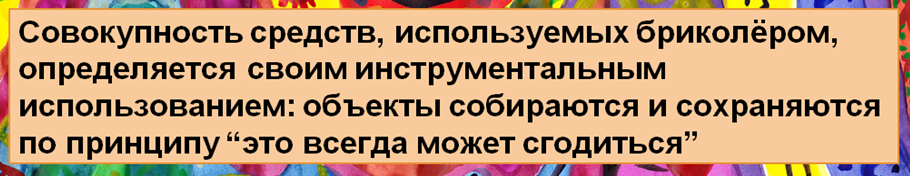 Совокупность средств, используемых бриколёром,
определяется своим инструментальным
использованием: объекты собираются и сохраняются
по принципу “это всегда может сгодиться”